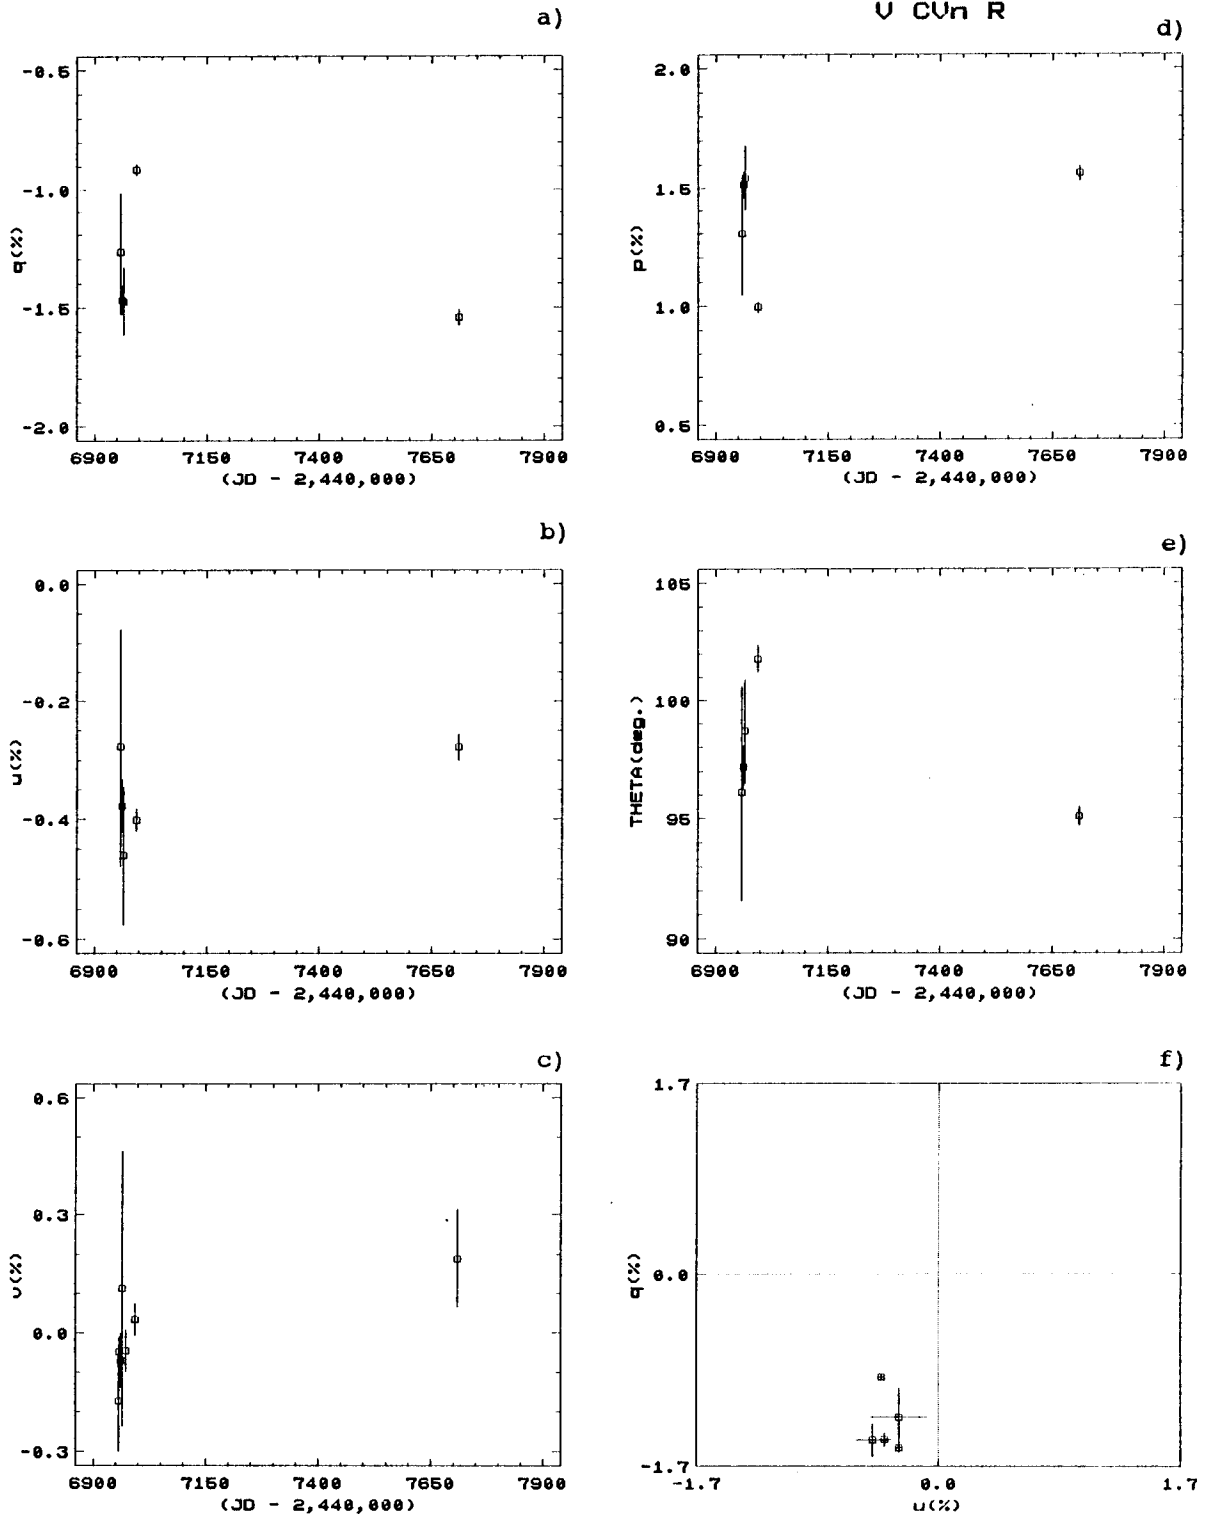 V CVn R
a)
-0.5
-1.0
-1.5
-2.0
q(%)
6900 7150 7400 7650 7900
(JD - 2,440,000)
b)
0.0
-0.2
-0.4
-0.6
u(%)
6900 7150 7400 7650 7900
(JD - 2,440,000)
c)
0.6
0.3
0.0
-0.3
v(%)
6900 7150 7400 7650 7900
(JD - 2,440,000)
d)
2.0
1.5
1.0
0.5
p(%)
6900 7150 7400 7650 7900
(JD - 2,440,000)
e)
105
100
95
90
THETA(deg.)
6900 7150 7400 7650 7900
(JD - 2,440,000)
f)
1.7
0.0
-1.7
q(%)
-1.7 0.0 1.7
u(%)